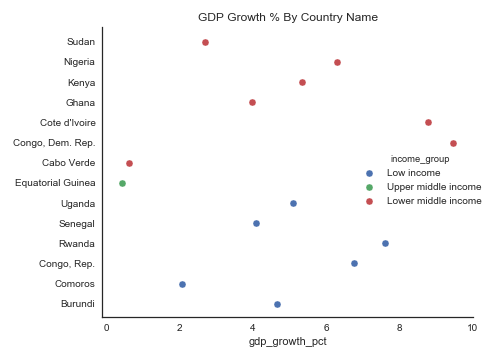 GDP Growth % By Country Name
Sudan
Nigeria
Kenya
Ghana
Cote d'Ivoire
Congo, Dem. Rep.
Cabo Verde
Equatorial Guinea
Uganda
Senegal
Rwanda
Congo, Rep.
Comoros
Burundi
income_group
Low income
Upper middle income
Lower middle income
0 2 4 6 8 10
gdp_growth_pct